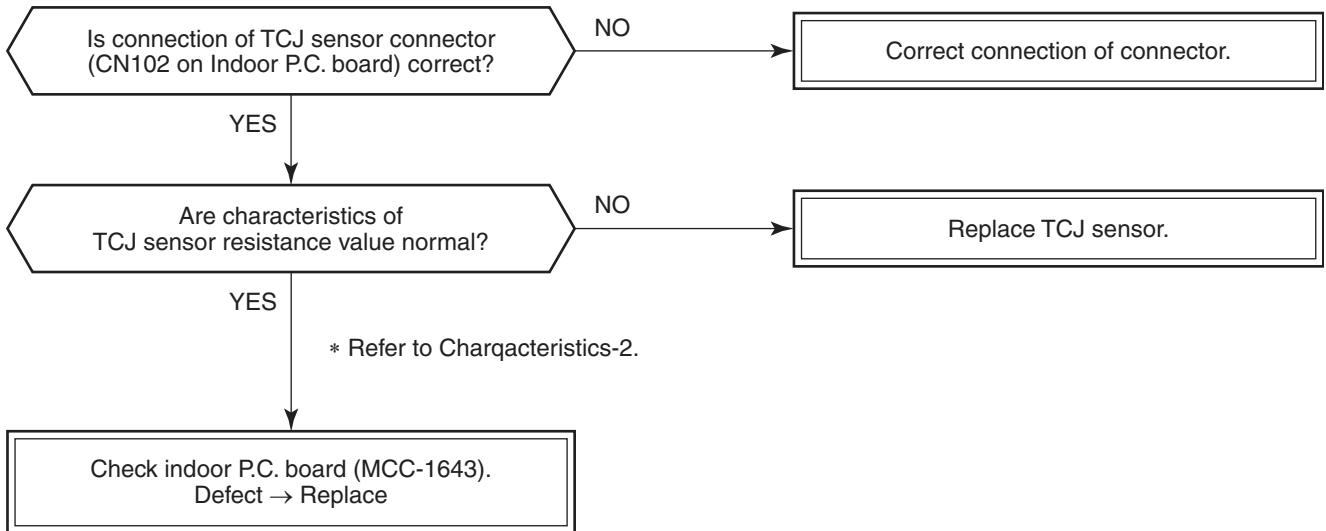 Is connection of TCJ sensor connector
(CN102 on Indoor P.C. board) correct?
NO
Correct connection of connector.
YES
Are characteristics of
TCJ sensor resistance value normal?
NO
Replace TCJ sensor.
YES
* Refer to Charqacteristics-2.
Check indoor P.C. board (MCC-1643).
Defect → Replace